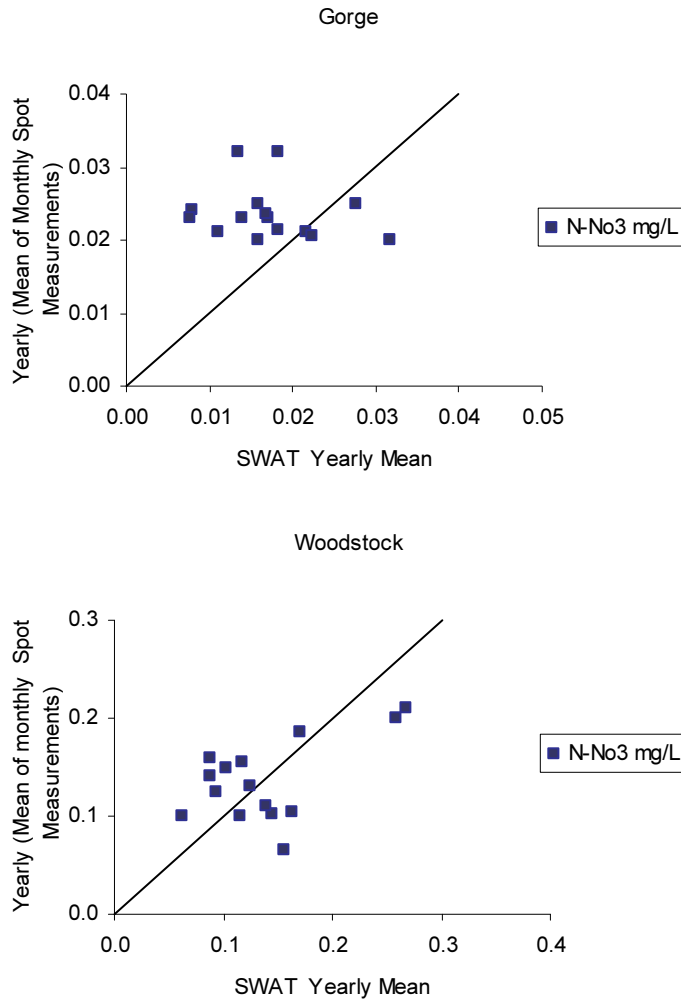 Gorge
Yearly (Mean of Monthly Spot
Measurements)
0.04
0.03
0.02
0.01
0.00
0.00 0.01 0.02 0.03 0.04 0.05
SWAT Yearly Mean
N-No3 mg/L
Woodstock
Yearly (Mean of monthly Spot
Measurements)
0.3
0.2
0.1
0.0
0.0 0.1 0.2 0.3 0.4
SWAT Yearly Mean
N-No3 mg/L